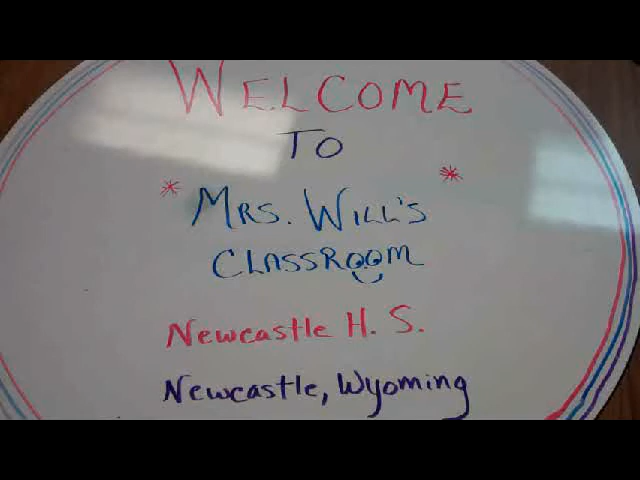 WELCOME
TO
* MRS. WILL'S *
CLASSROOM
Newcastle H. S.
Newcastle, Wyoming